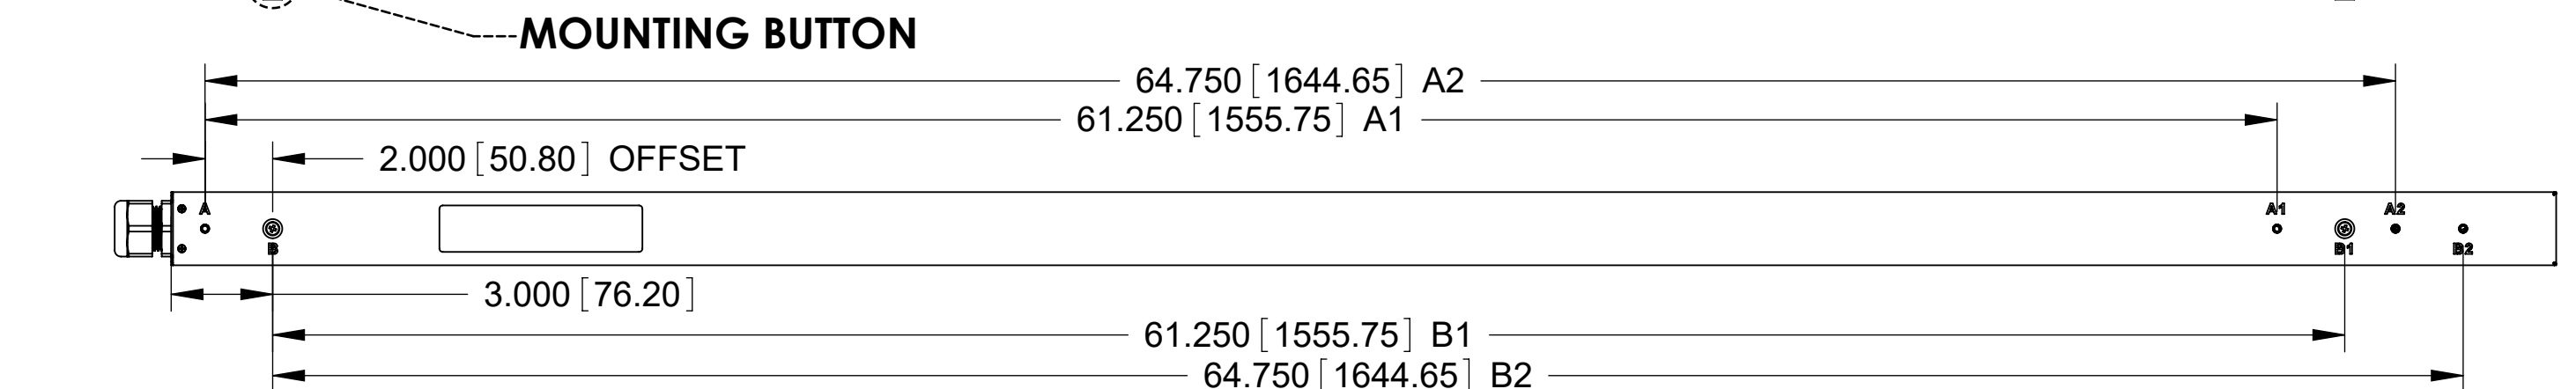 MOUNTING BUTTON
64.750 [1644.65] A2
61.250 [1555.75] A1
2.000 [50.80] OFFSET
A A1 A2
B B1 B2
3.000 [76.20]
61.250 [1555.75] B1
64.750 [1644.65] B2